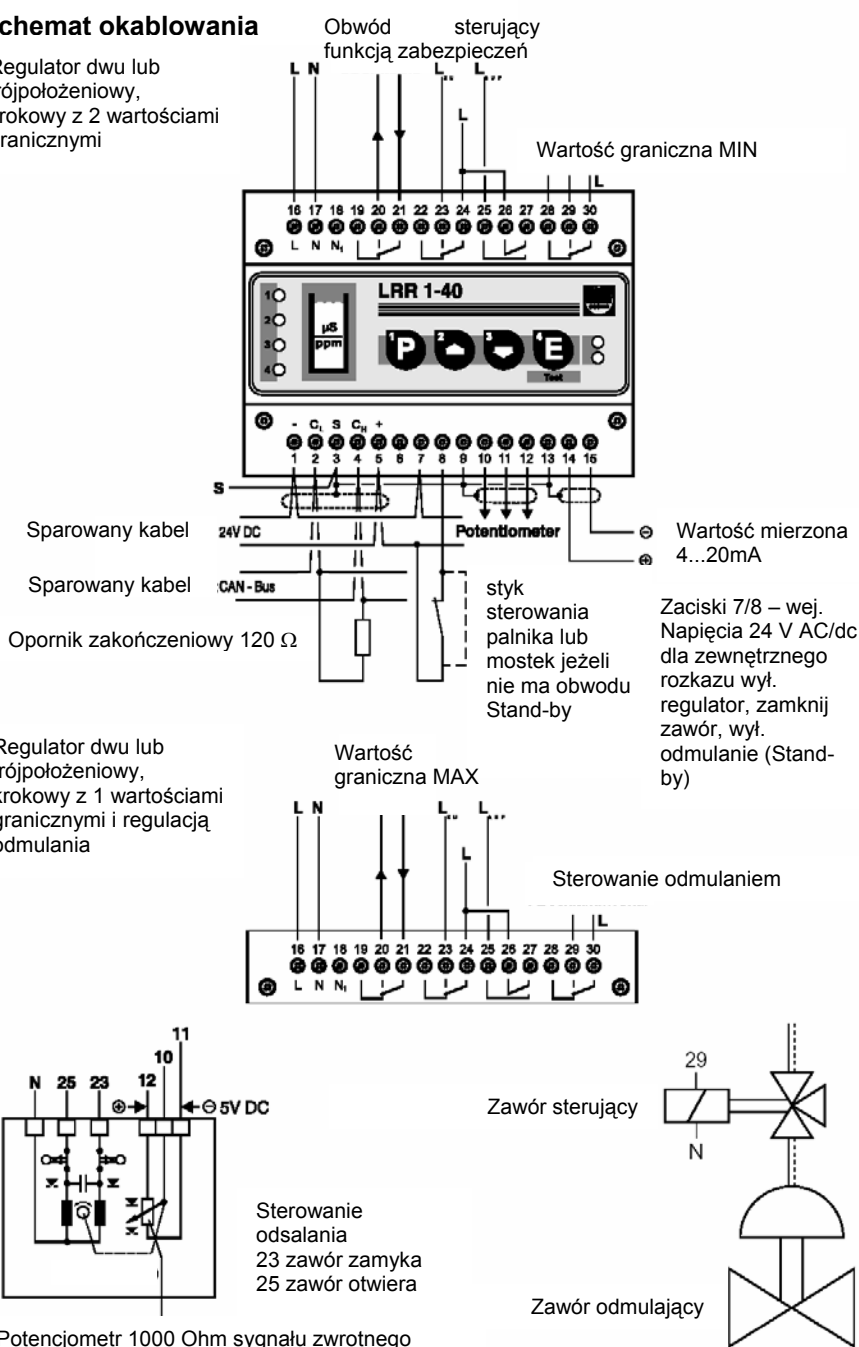 chemat okablowania
Regulator dwu lub
rójpołożeniowy,
rokowy z 2 wartościami
ranicznymi
Obwód sterujący
funkcją zabezpieczeń
L N
L
L
L
Wartość graniczna MIN
L
16 17 18 19 20 21 22 23 24 25 26 27 28 29 30
L N N1
LRR 1-40
1
2
3
4
µS
ppm
1 P 2 3 4 E
Test
- CL S CH +
1 2 3 4 5 6 7 8 9 10 11 12 13 14 15
S
Sparowany kabel
24V DC
Potentiometer
Wartość mierzona
4...20mA
Sparowany kabel
CAN - Bus
Opornik zakończeniowy 120 Ω
styk
sterowania
palnika lub
mostek jeżeli
nie ma obwodu
Stand-by
Zaciski 7/8 – wej.
Napięcia 24 V AC/dc
dla zewnętrznego
rozkazu wył.
regulator, zamknij
zawór, wył.
odmulanie (Stand-
by)
Regulator dwu lub
rójpołożeniowy,
krokowy z 1 wartościami
granicznymi i regulacją
odmulania
Wartość
graniczna MAX
L N
L
L
L
Sterowanie odmulaniem
L
16 17 18 19 20 21 22 23 24 25 26 27 28 29 30
L N N1
N 25 23 12 10 11
5V DC
Sterowanie
odsalania
23 zawór zamyka
25 zawór otwiera
Potencjometr 1000 Ohm sygnału zwrotnego
Zawór sterujący
29
N
Zawór odmulający